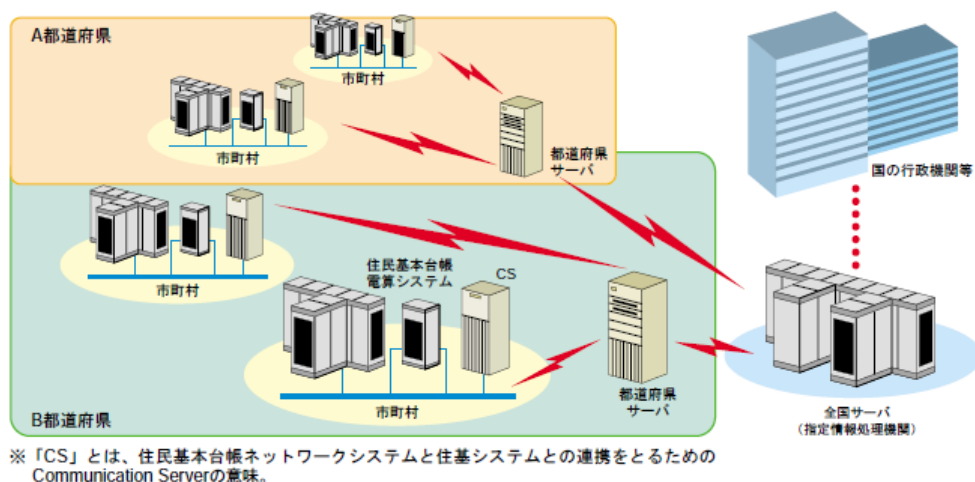 A都道府県
市町村
市町村
都道府県
サーバ
国の行政機関等
市町村
住民基本台帳
電算システム
CS
市町村
都道府県
サーバ
B都道府県
全国サーバ
（指定情報処理機関）
※「CS」とは、住民基本台帳ネットワークシステムと住基システムとの連携をとるための
Communication Serverの意味。